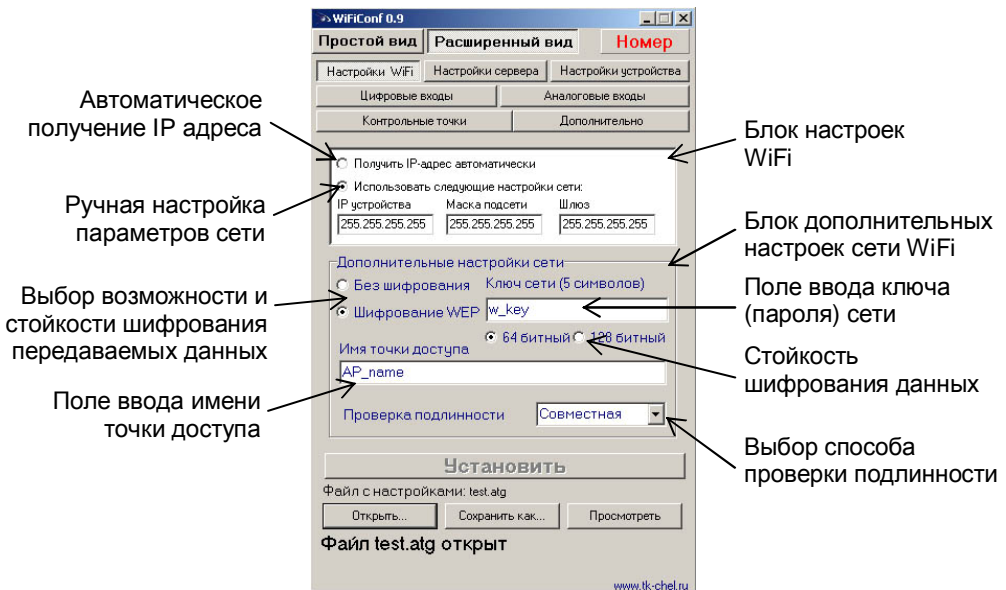 WiFiConf 0.9
Простой вид Расширенный вид Номер
Настройки WiFi Настройки сервера Настройки устройства
Цифровые входы Аналоговые входы
Контрольные точки Дополнительно
Автоматическое
получение IP адреса
Блок настроек
WiFi
Получить IP-адрес автоматически
Использовать следующие настройки сети:
IP устройства Маска подсети Шлюз
255.255.255.255 255.255.255.255 255.255.255.255
Ручная настройка
параметров сети
Блок дополнительных
настроек сети WiFi
Дополнительные настройки сети
Без шифрования Ключ сети (5 символов)
Шифрование WEP w_key
64 битный 128 битный
Выбор возможности и
стойкости шифрования
передаваемых данных
Поле ввода ключа
(пароля) сети
Имя точки доступа
AP_name
Стойкость
шифрования данных
Поле ввода имени
точки доступа
Проверка подлинности Совместная
Выбор способа
проверки подлинности
Установить
Файл с настройками: test.atg
Открыть... Сохранить как... Просмотреть
Файл test.atg открыт
www.tk-chel.ru